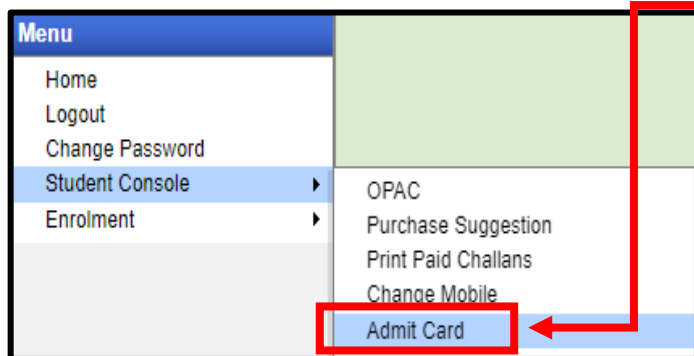 Menu
Home
Logout
Change Password
Student Console
Enrolment
OPAC
Purchase Suggestion
Print Paid Challans
Change Mobile
Admit Card